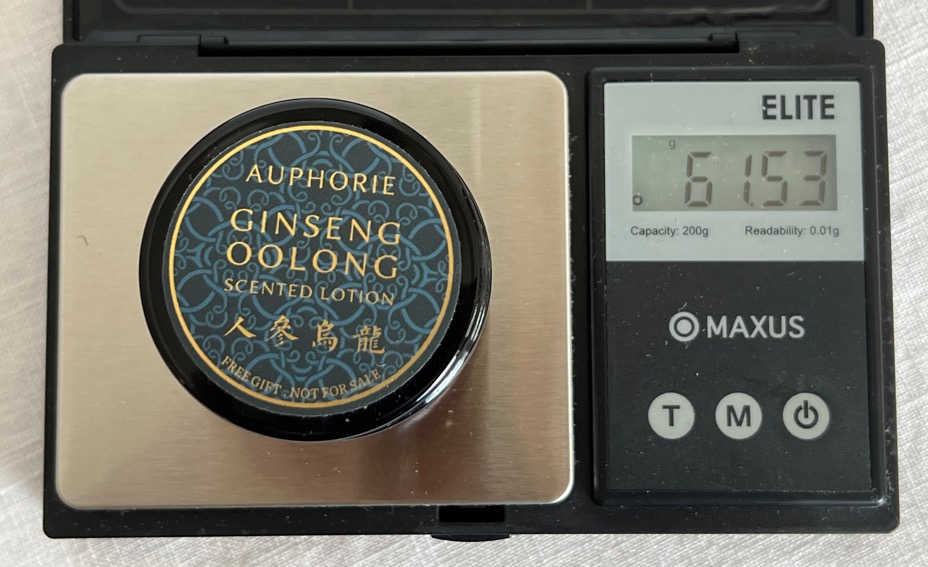 AUPHORIE
GINSENG
OOLONG
SCENTED LOTION
人參烏龍
FREE GIFT . NOT FOR SALE
ELITE
g
61.53
Capacity: 200g
Readability: 0.01g
MAXUS
T
M